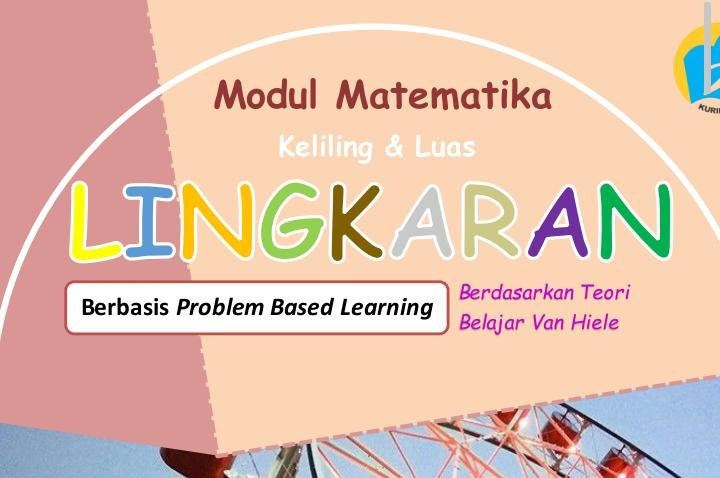 Modul Matematika
Keliling & Luas
LINGKARAN
Berbasis Problem Based Learning
Berdasarkan Teori
Belajar Van Hiele